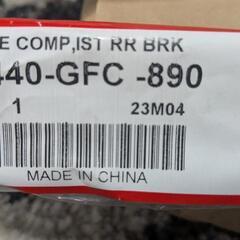 E COMP,IST RR BRK
440-GFC -890
1 23M04
MADE IN CHINA